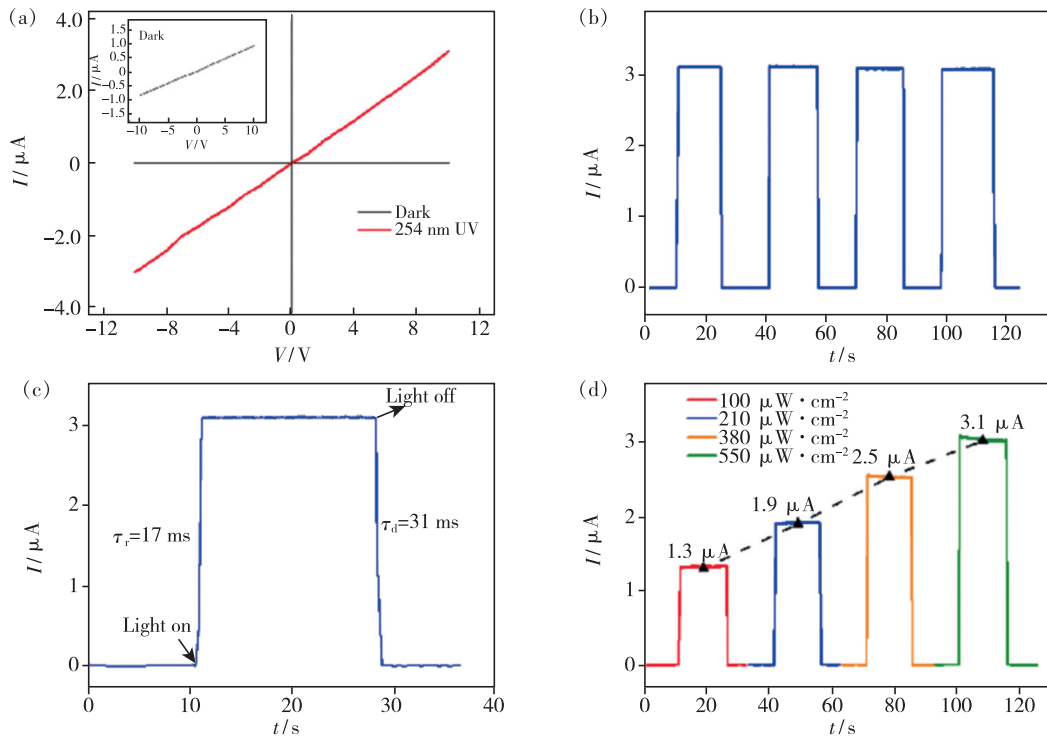 (a)
4.0
2.0
0
−2.0
−4.0
I/μA
−12
−8
−4
0
4
8
12
V/V
Dark
254 nm UV
Dark
1.5
1.0
0.5
0
−0.5
−1.0
−1.5
I/μA
−10
−5
0
5
10
V/V
(b)
3
2
1
0
I/μA
0
20
40
60
80
100
120
t/s
(c)
3
2
1
0
I/μA
0
10
20
30
40
t/s
Light off
τr=17 ms
τd=31 ms
Light on
(d)
100 μW·cm−2
210 μW·cm−2
380 μW·cm−2
550 μW·cm−2
3.1 μA
2.5 μA
1.9 μA
1.3 μA
3
2
1
0
I/μA
0
20
40
60
80
100
120
t/s